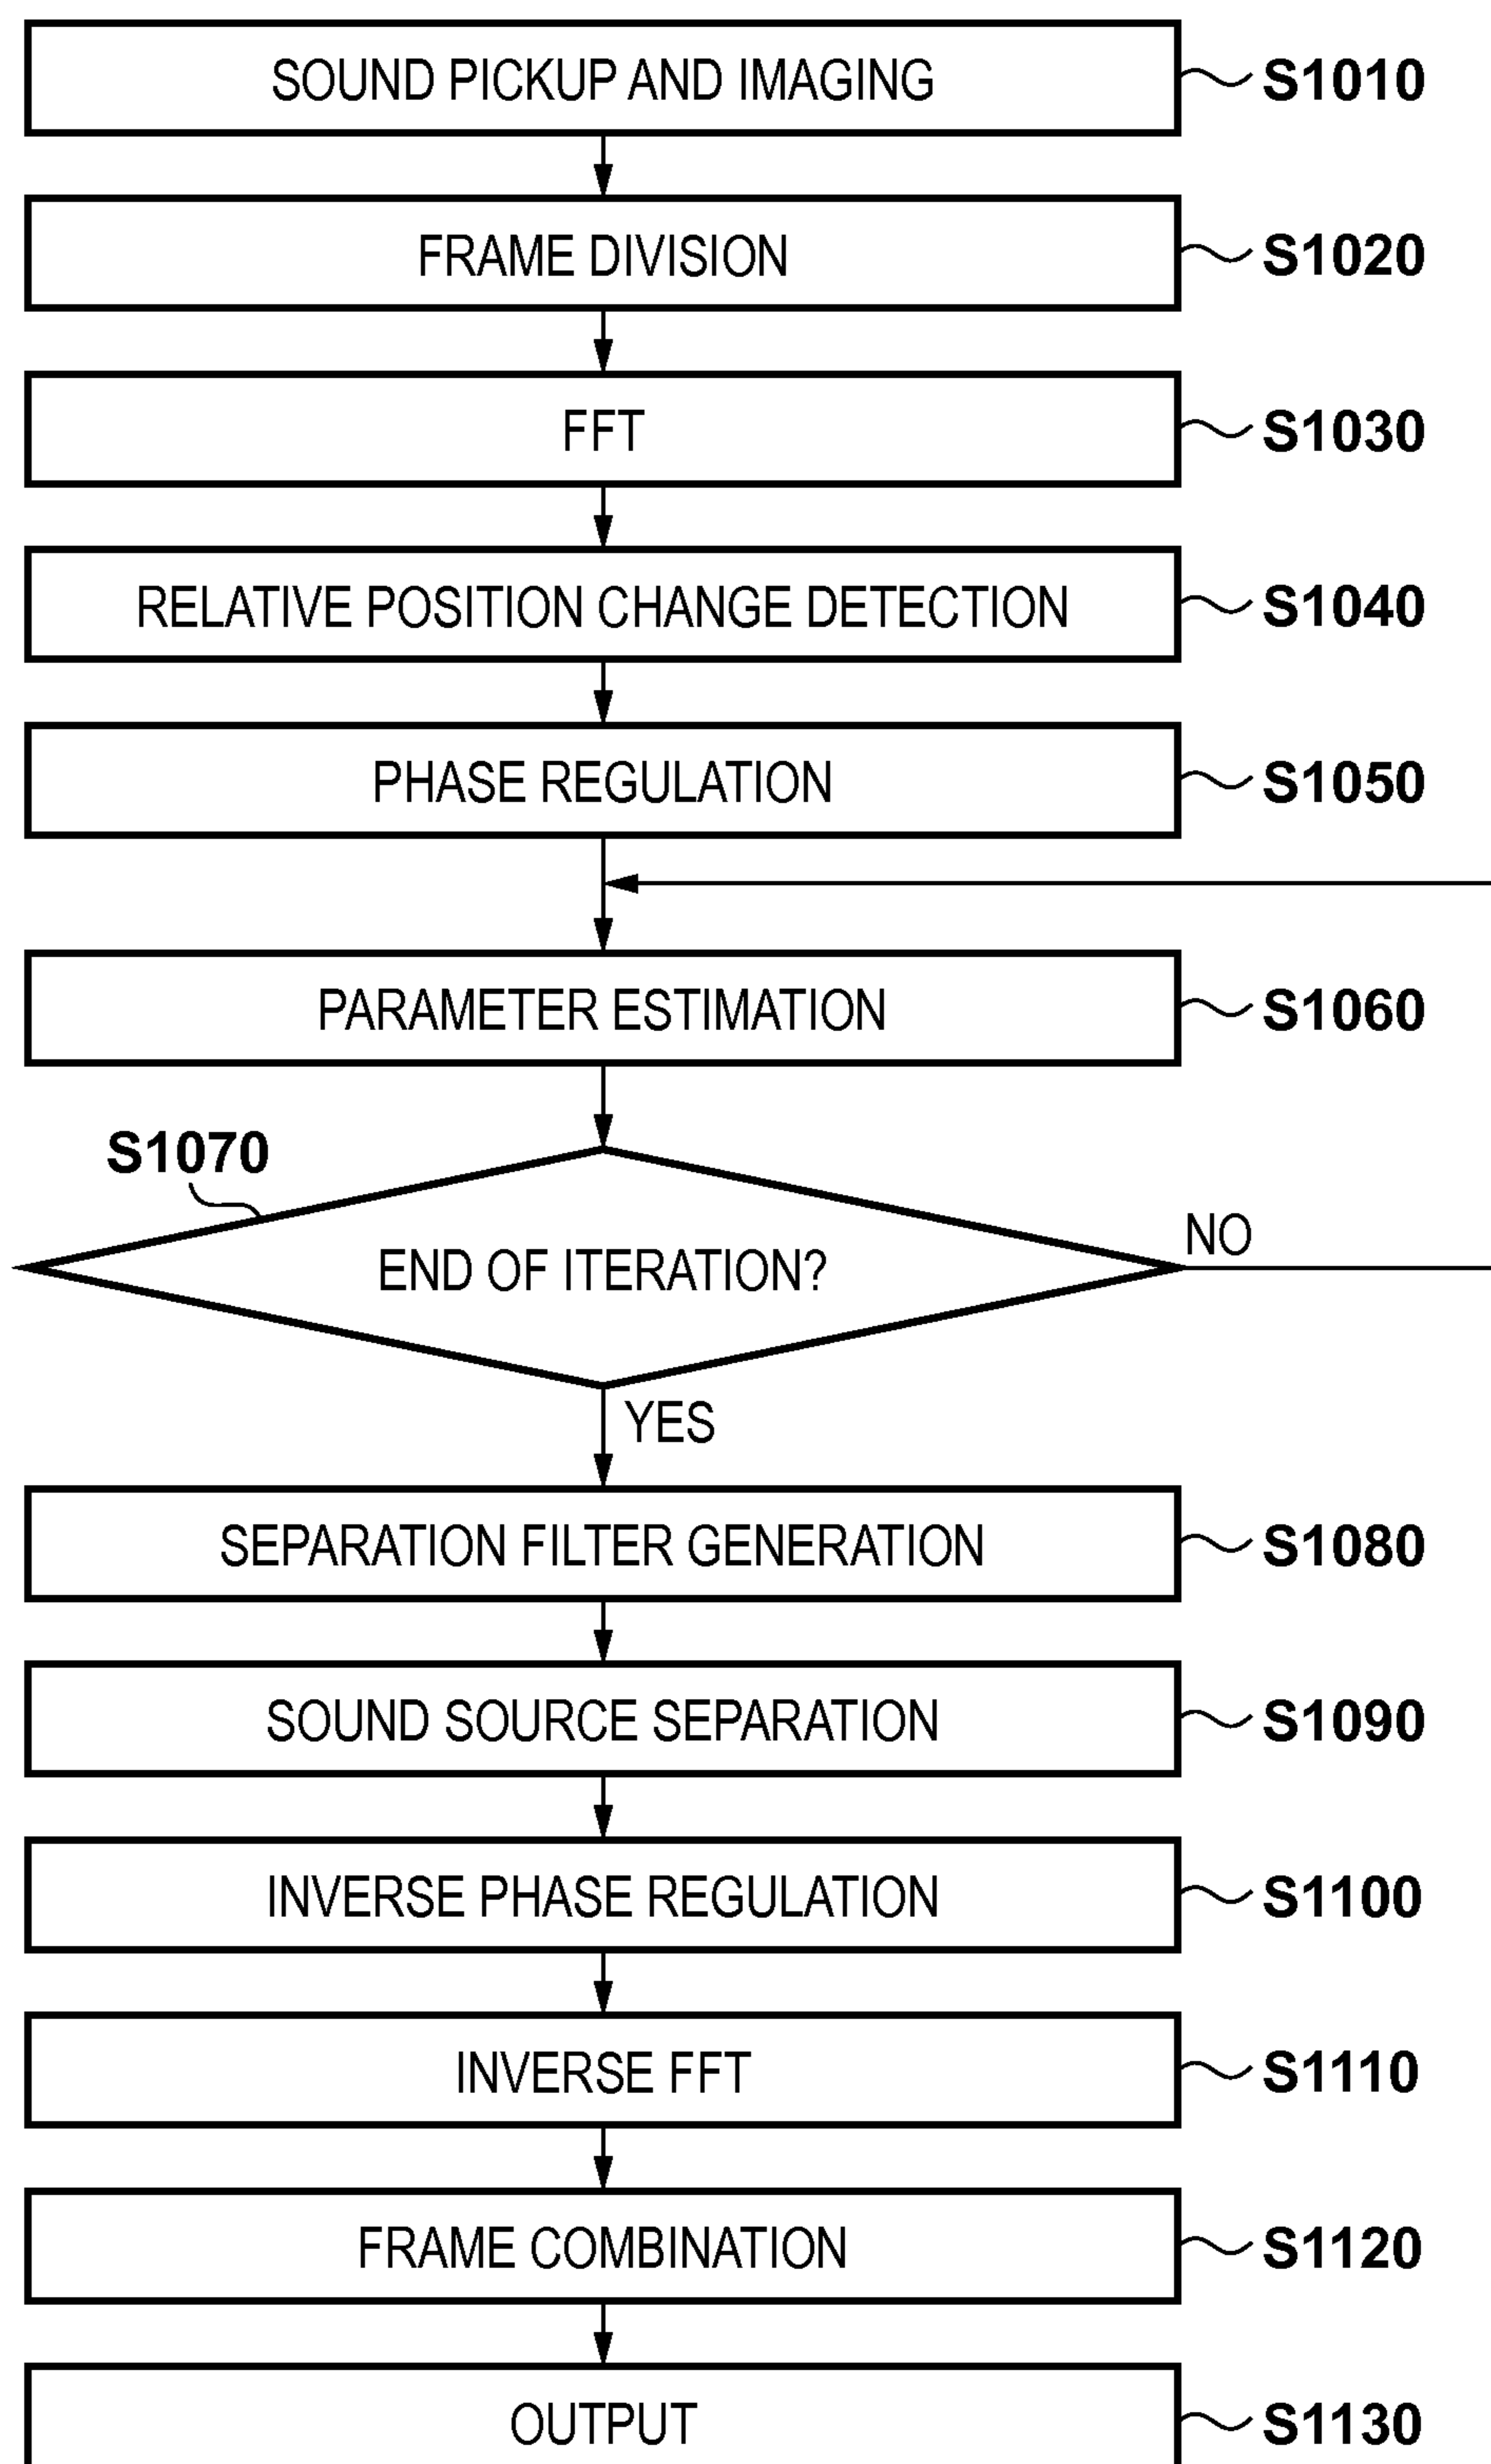 SOUND PICKUP AND IMAGING S1010
FRAME DIVISION S1020
FFT S1030
RELATIVE POSITION CHANGE DETECTION S1040
PHASE REGULATION S1050
PARAMETER ESTIMATION S1060
S1070
END OF ITERATION?
NO
YES
SEPARATION FILTER GENERATION S1080
SOUND SOURCE SEPARATION S1090
INVERSE PHASE REGULATION S1100
INVERSE FFT S1110
FRAME COMBINATION S1120
OUTPUT S1130